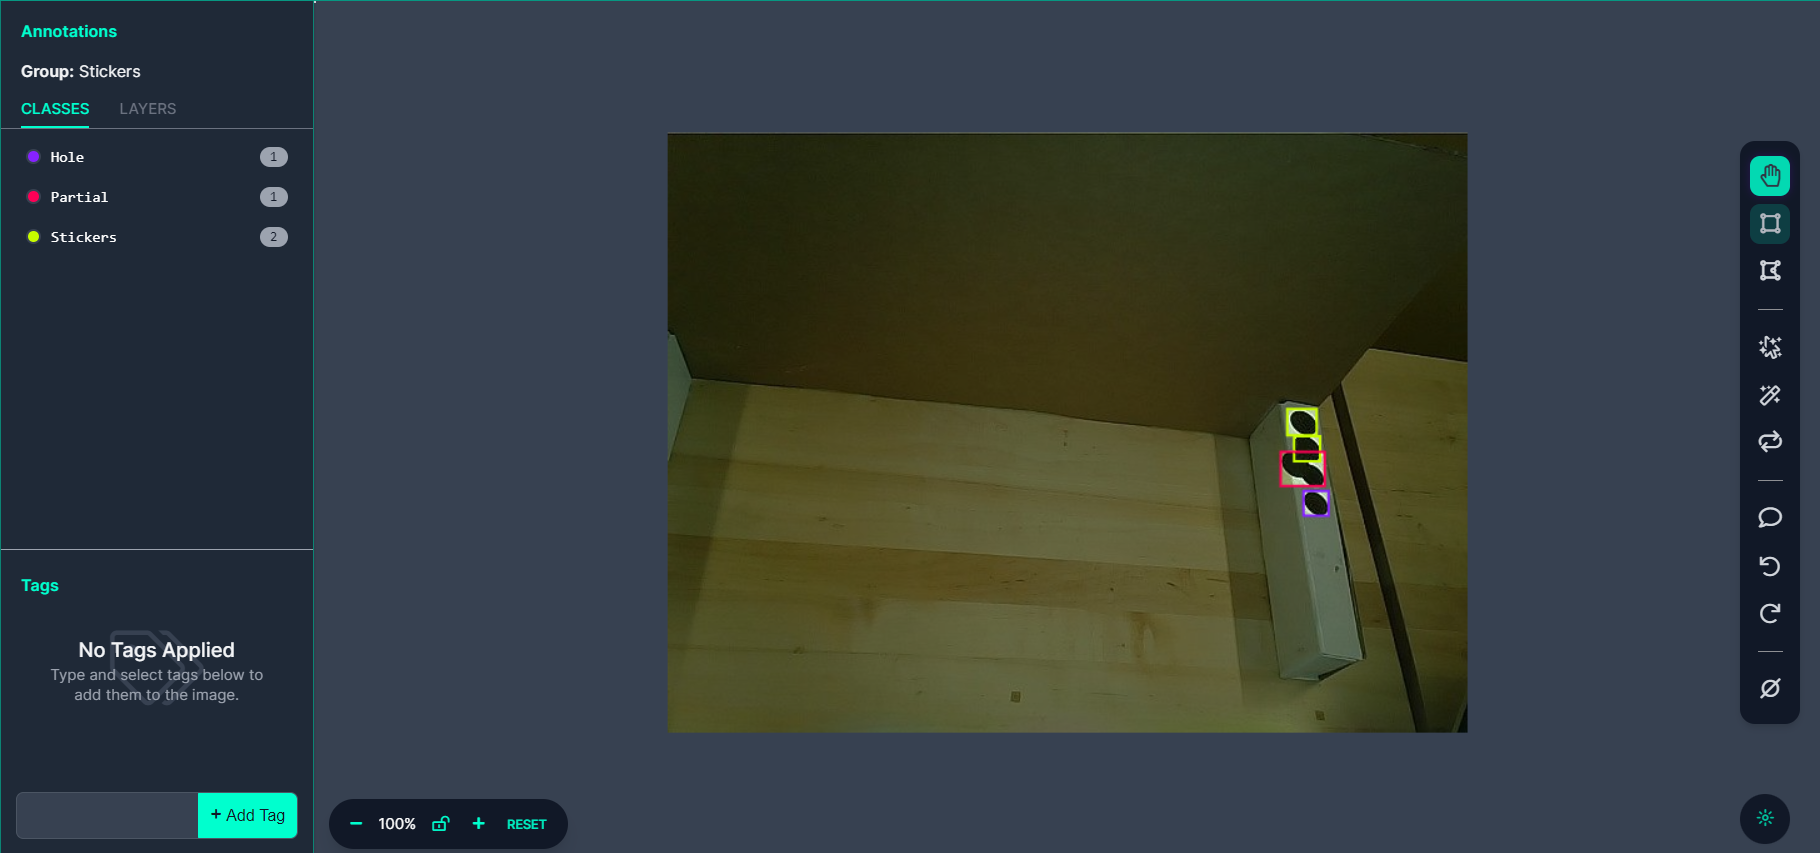 Annotations
Group: Stickers
CLASSES LAYERS
Hole 1
Partial 1
Stickers 2
Tags
No Tags Applied
Type and select tags below to
add them to the image.
+ Add Tag
− 100% + RESET